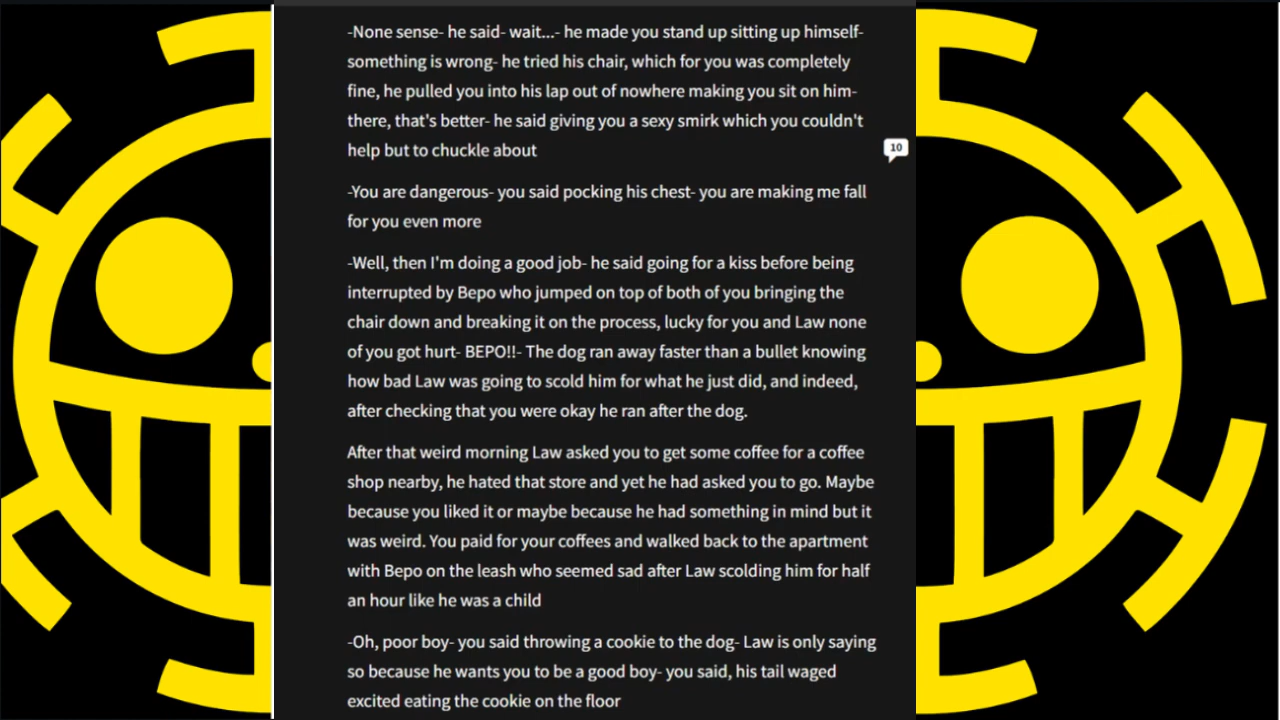 -None sense- he said- wait...- he made you stand up sitting up himself-
something is wrong- he tried his chair, which for you was completely
fine, he pulled you into his lap out of nowhere making you sit on him-
there, that's better- he said giving you a sexy smirk which you couldn't
help but to chuckle about
10
-You are dangerous- you said pocking his chest- you are making me fall
for you even more
-Well, then I'm doing a good job- he said going for a kiss before being
interrupted by Bepo who jumped on top of both of you bringing the
chair down and breaking it on the process, lucky for you and Law none
of you got hurt- BEPO!!- The dog ran away faster than a bullet knowing
how bad Law was going to scold him for what he just did, and indeed,
after checking that you were okay he ran after the dog.
After that weird morning Law asked you to get some coffee for a coffee
shop nearby, he hated that store and yet he had asked you to go. Maybe
because you liked it or maybe because he had something in mind but it
was weird. You paid for your coffees and walked back to the apartment
with Bepo on the leash who seemed sad after Law scolding him for half
an hour like he was a child
-Oh, poor boy- you said throwing a cookie to the dog- Law is only saying
so because he wants you to be a good boy- you said, his tail waged
excited eating the cookie on the floor